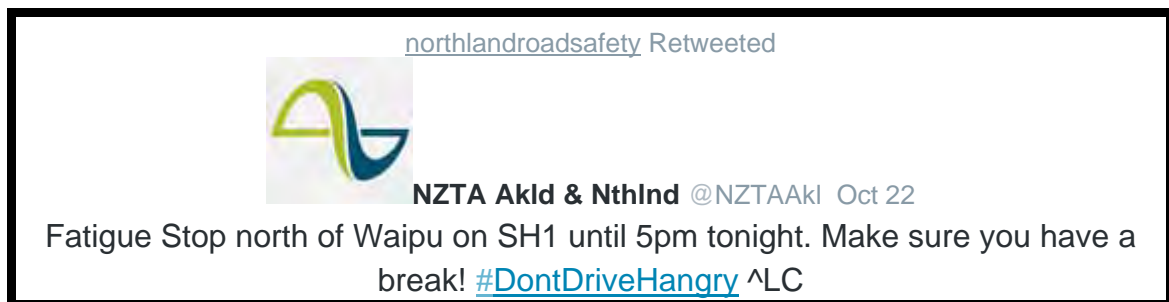 northlandroadsafety Retweeted
NZTA Akld & Nthlnd @NZTAAkl Oct 22
Fatigue Stop north of Waipu on SH1 until 5pm tonight. Make sure you have a
break! #DontDriveHangry ^LC